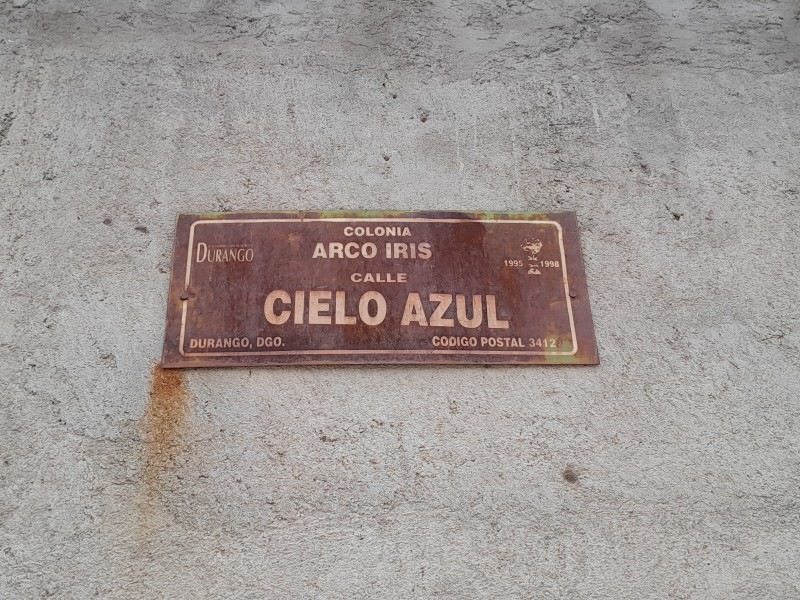 COLONIA
DURANGO
ARCO IRIS
1995 1998
CALLE
CIELO AZUL
DURANGO, DGO.
CODIGO POSTAL 3412